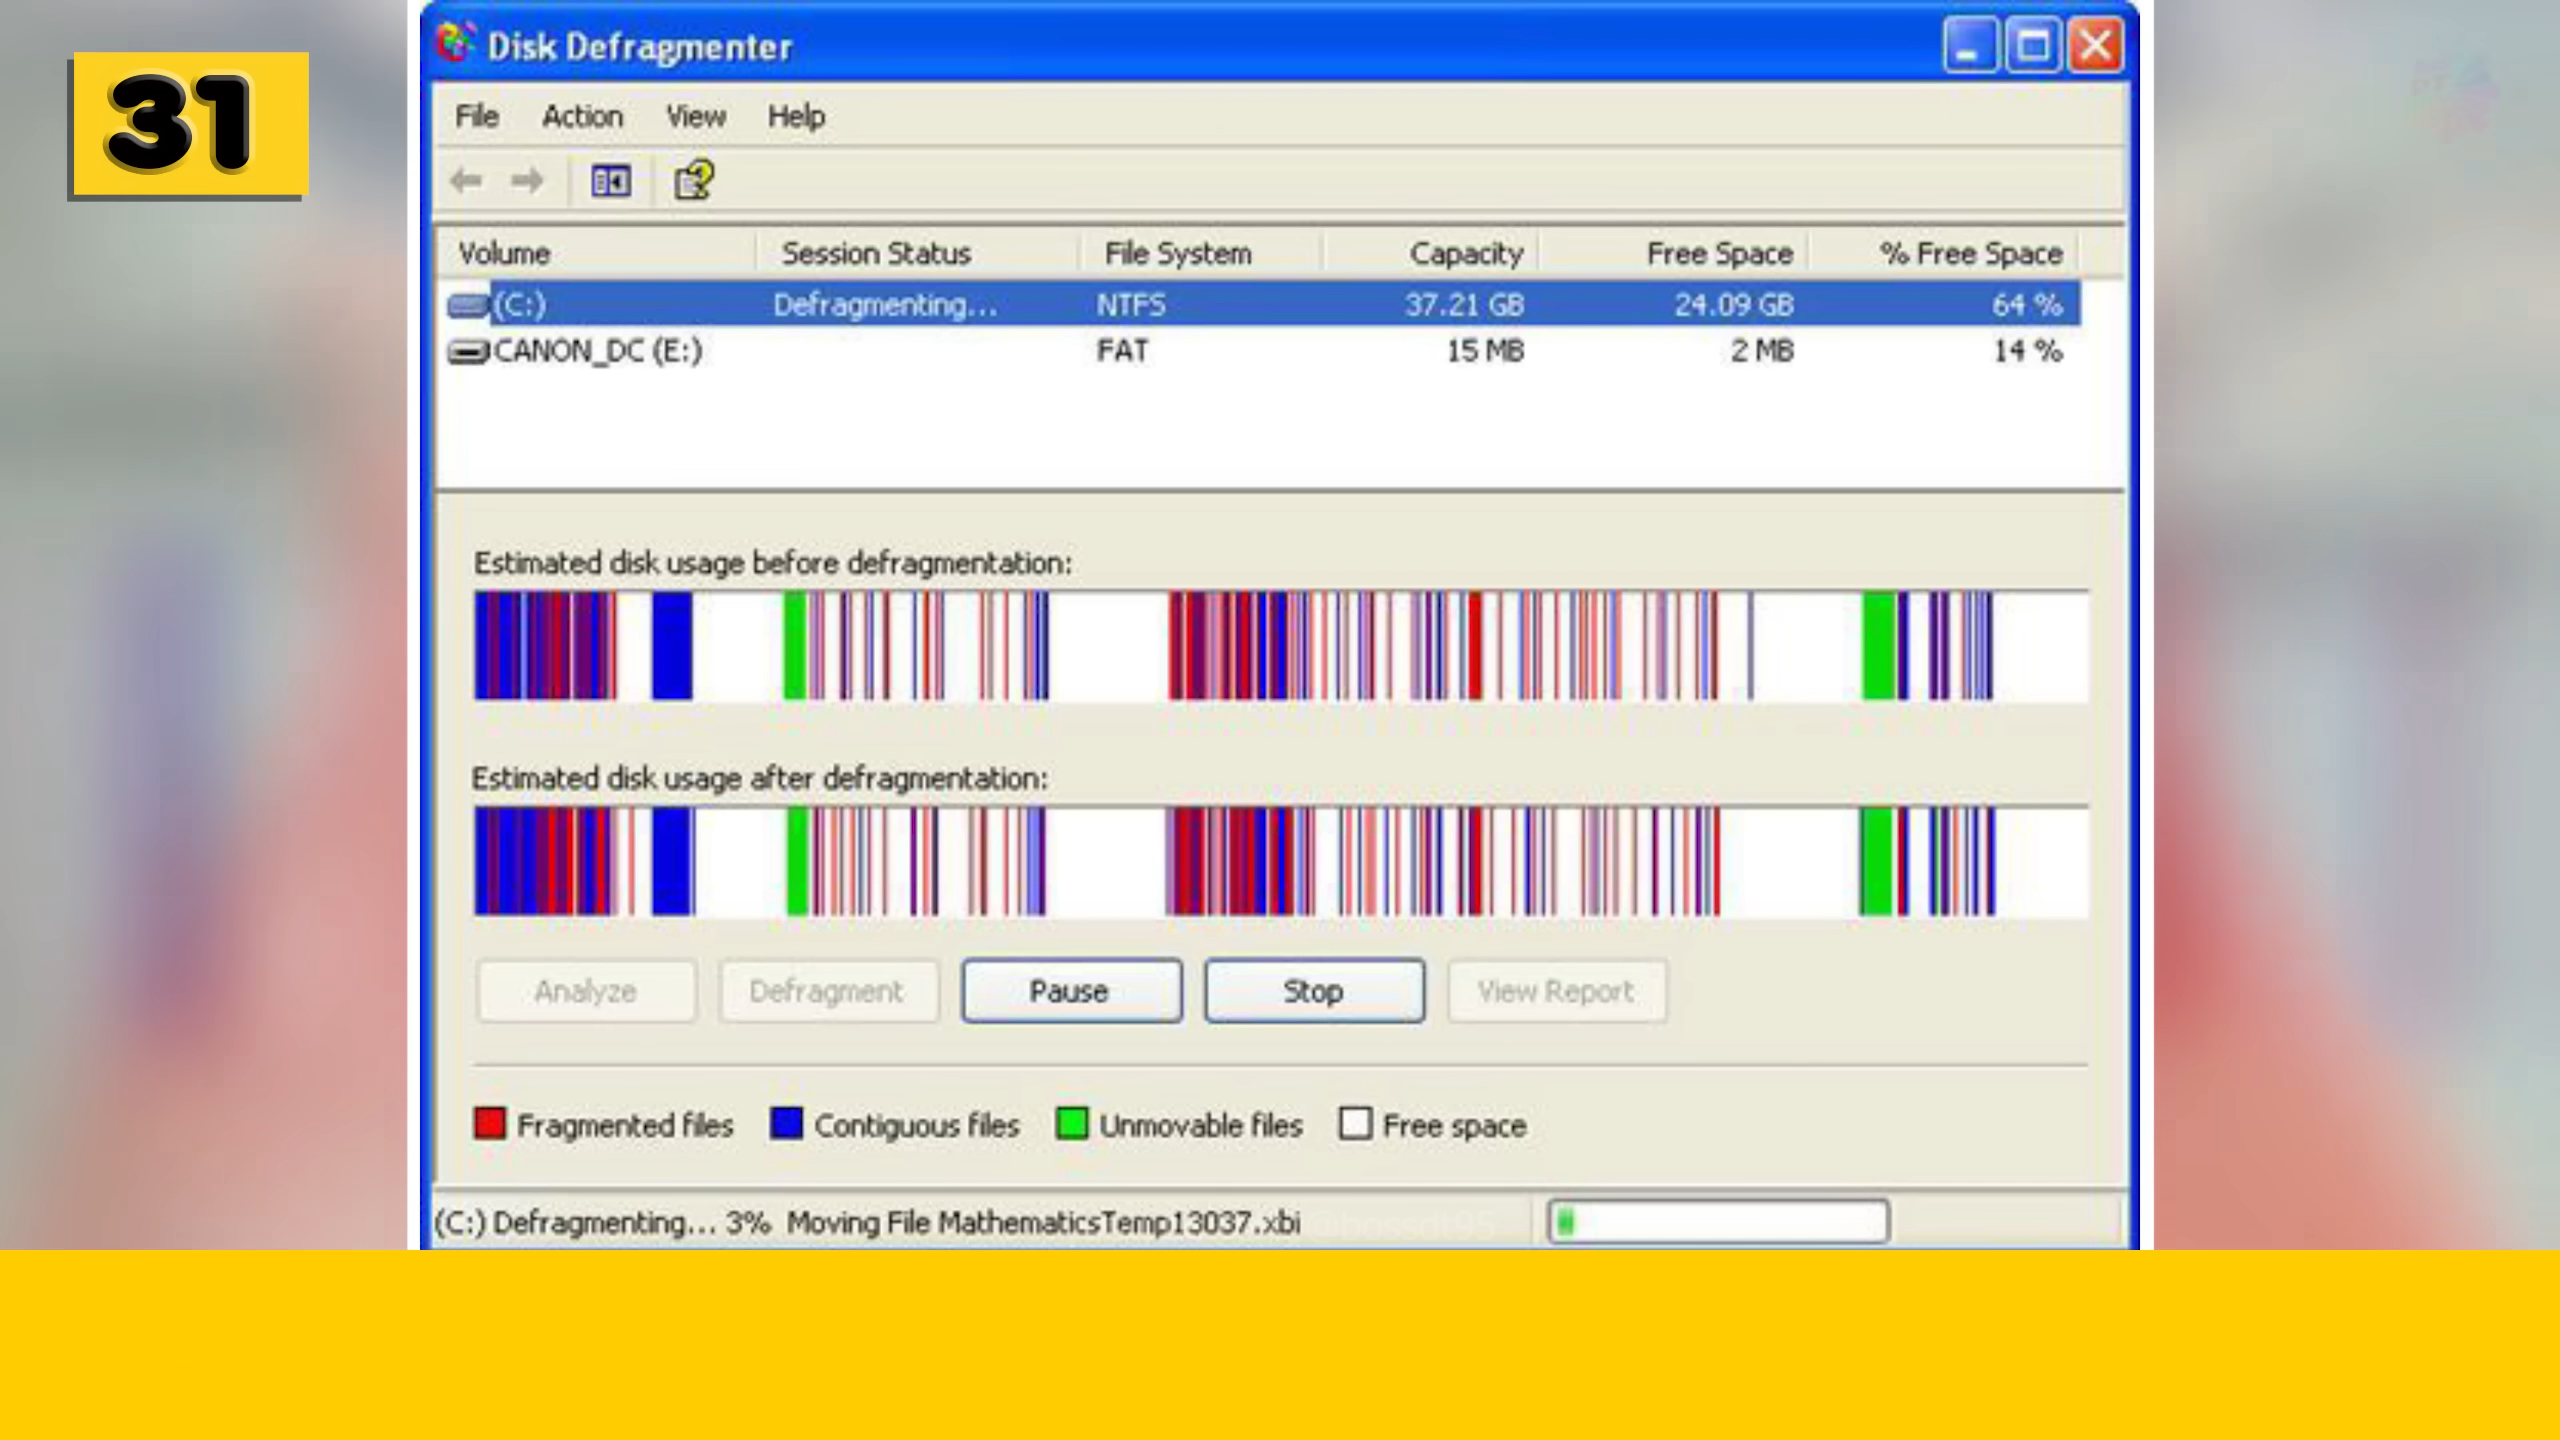 31
Disk Defragmenter
File Action View Help
Volume Session Status File System Capacity Free Space % Free Space
(C:) Defragmenting... NTFS 37.21 GB 24.09 GB 64 %
CANON_DC (E:) FAT 15 MB 2 MB 14 %
Estimated disk usage before defragmentation:
Estimated disk usage after defragmentation:
Analyze Defragment Pause Stop View Report
Fragmented files Contiguous files Unmovable files Free space
(C:) Defragmenting... 3% Moving File MathematicsTemp13037.xbi